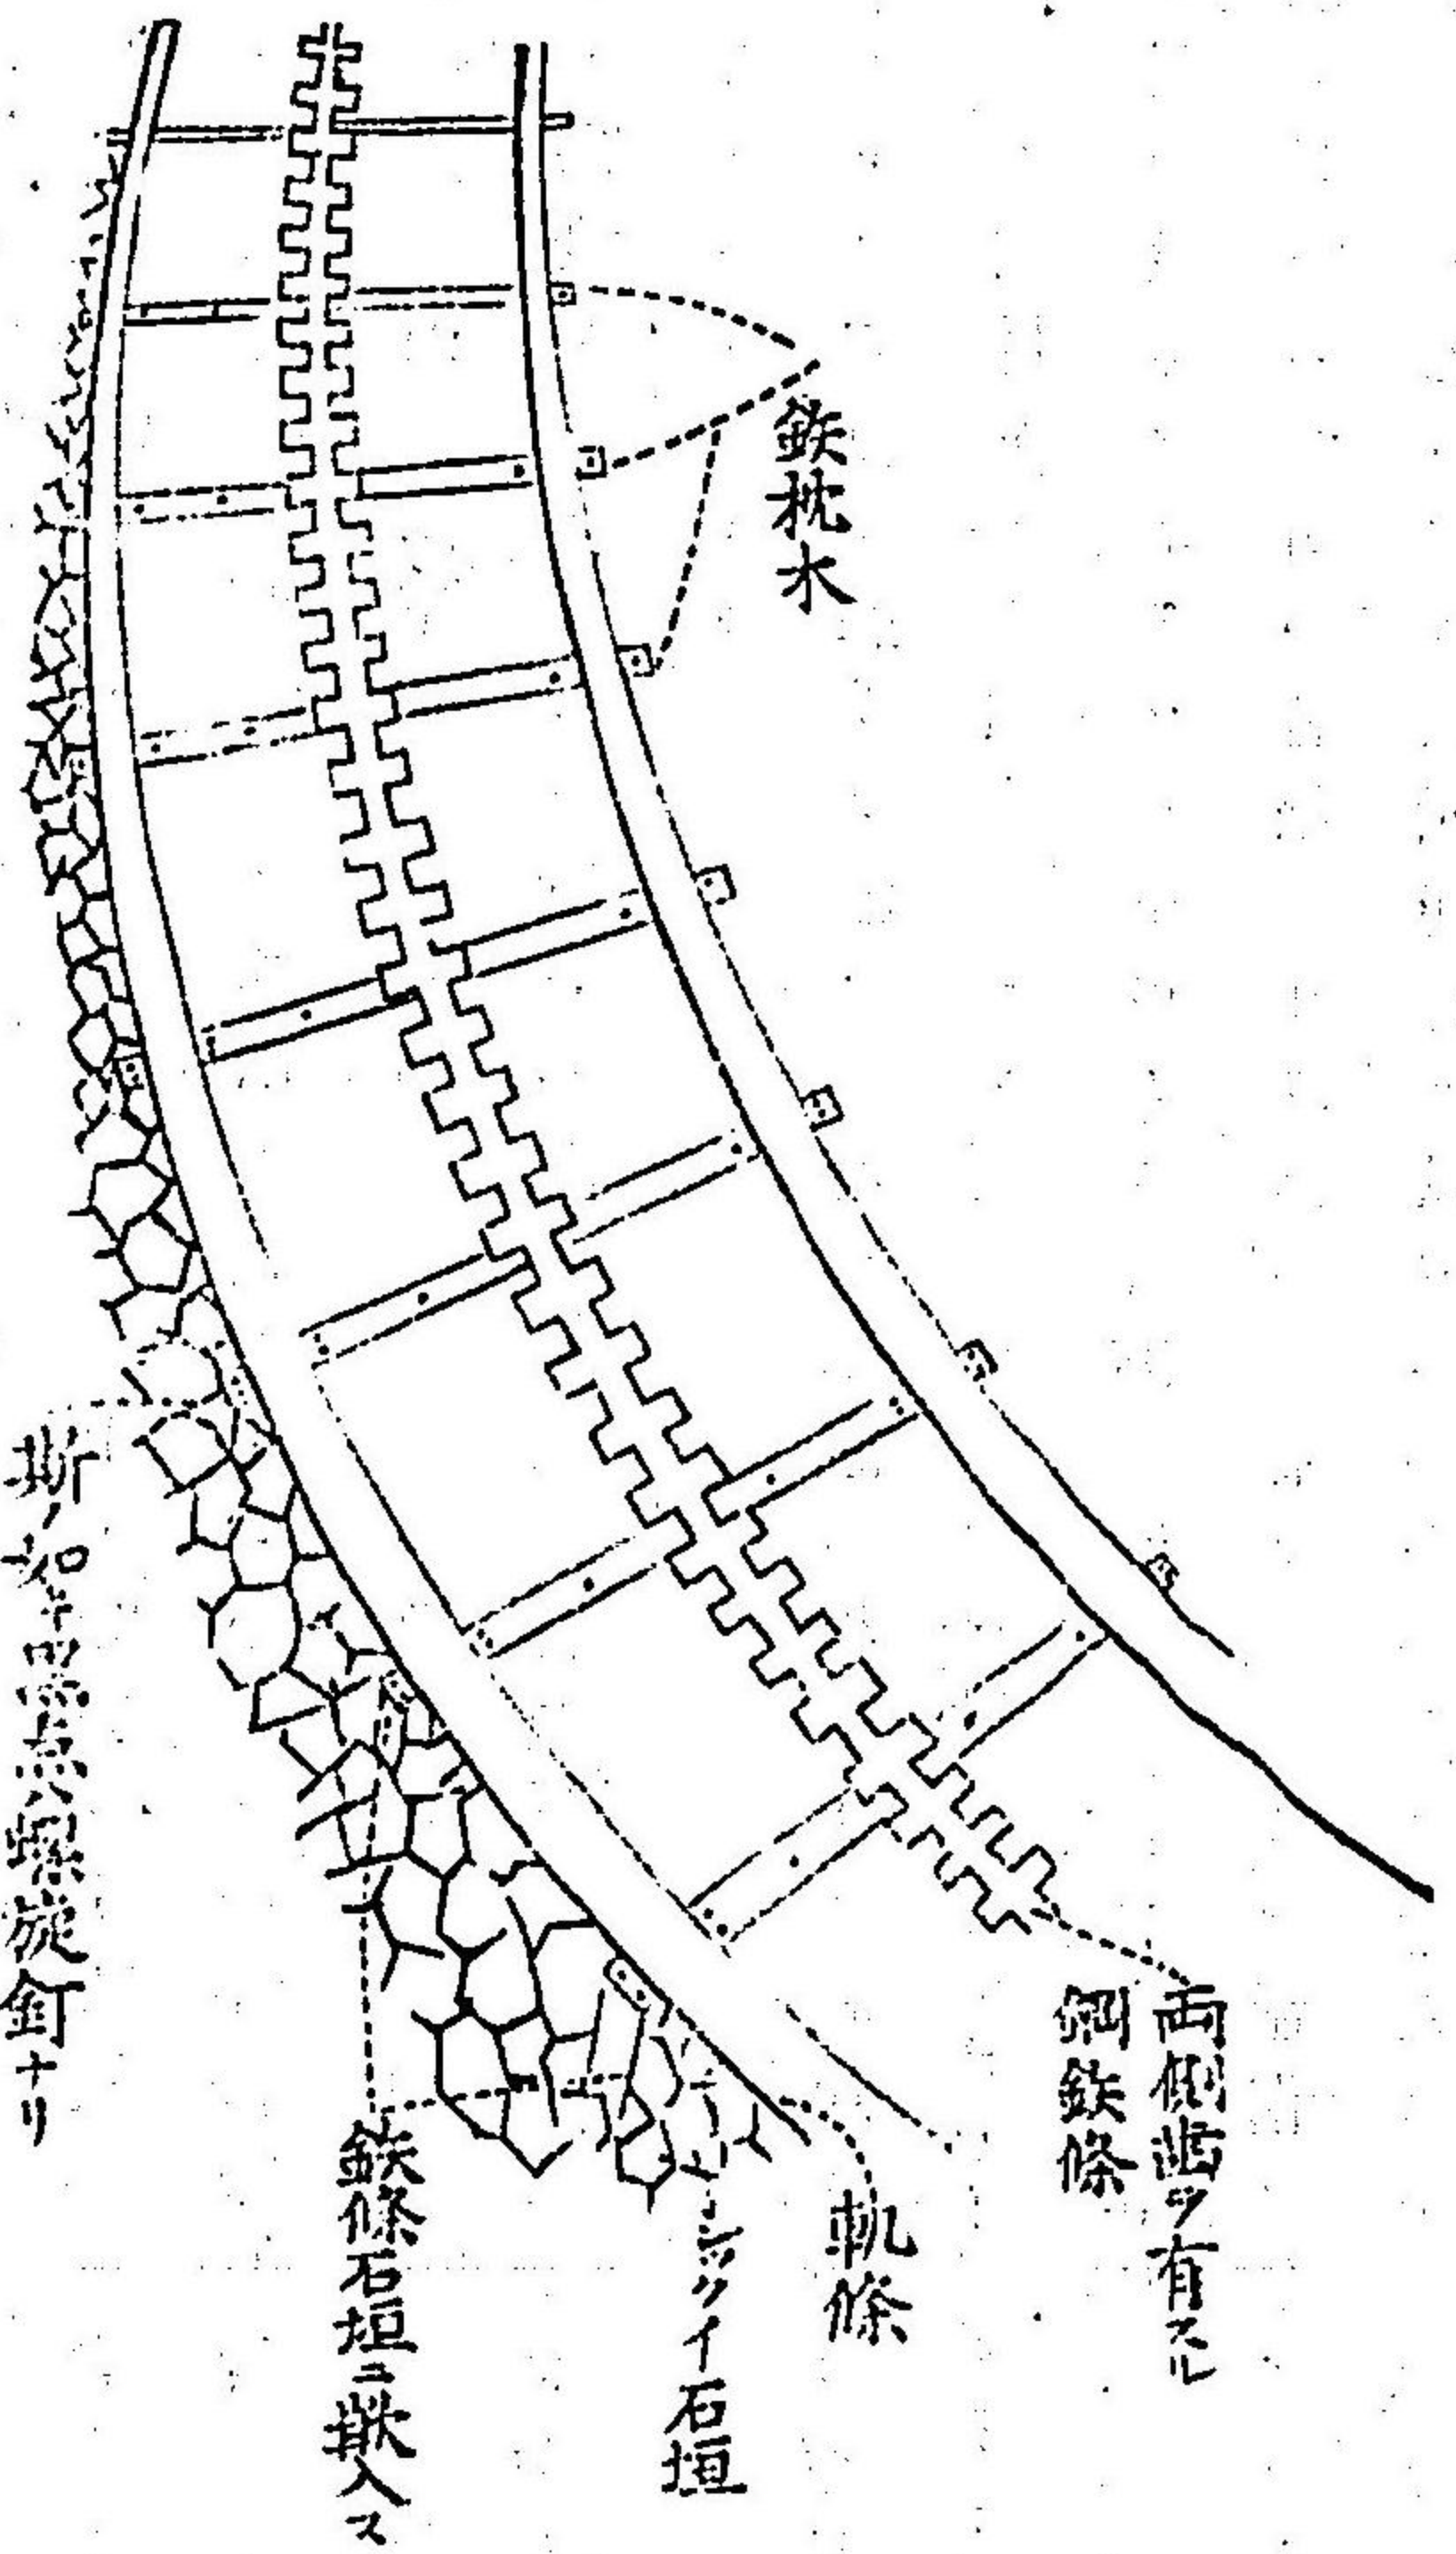 鉄枕木
両側歯ヲ有スル
鋼鉄條
軌條
シックイ石垣
鉄條石垣ニ嵌入ス
斯ノ如キ黒点ハ螺旋釘ナリ